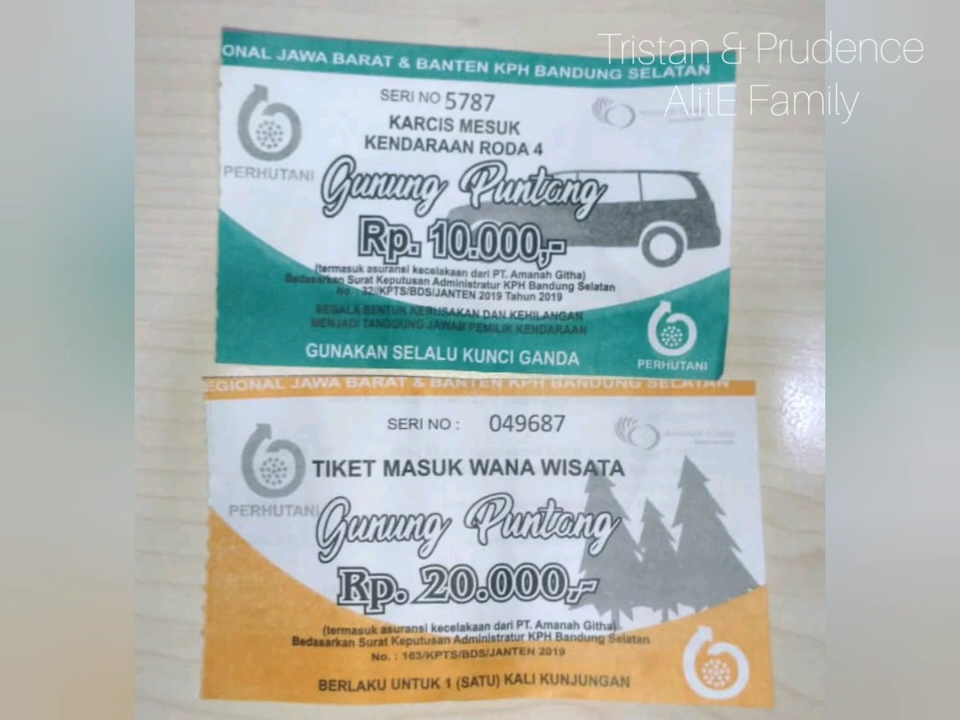 Tristan & Prudence
AlitE Family
ONAL JAWA BARAT & BANTEN KPH BANDUNG SELATAN
SERI NO 5787
KARCIS MESUK
KENDARAAN RODA 4
PERHUTANI
Gunung Puntang
Rp. 10.000,-
(termasuk asuransi kecelakaan dari PT. Amanah Githa)
Bedasarkan Surat Keputusan Administratur KPH Bandung Selatan
No. : 32//KPTS/BDS/JANTEN 2019 Tahun 2019
SEGALA BENTUK KERUSAKAN DAN KEHILANGAN
MENJADI TANGGUNG JAWAB PEMILIK KENDARAAN
GUNAKAN SELALU KUNCI GANDA
PERHUTANI
EGIONAL JAWA BARAT & BANTEN KPH BANDUNG SELATAN
SERI NO : 049687
TIKET MASUK WANA WISATA
PERHUTANI
Gunung Puntang
Rp. 20.000,-
(termasuk asuransi kecelakaan dari PT. Amanah Githa)
Bedasarkan Surat Keputusan Administratur KPH Bandung Selatan
No. : 163/KPTS/BDS/JANTEN 2019
BERLAKU UNTUK 1 (SATU) KALI KUNJUNGAN